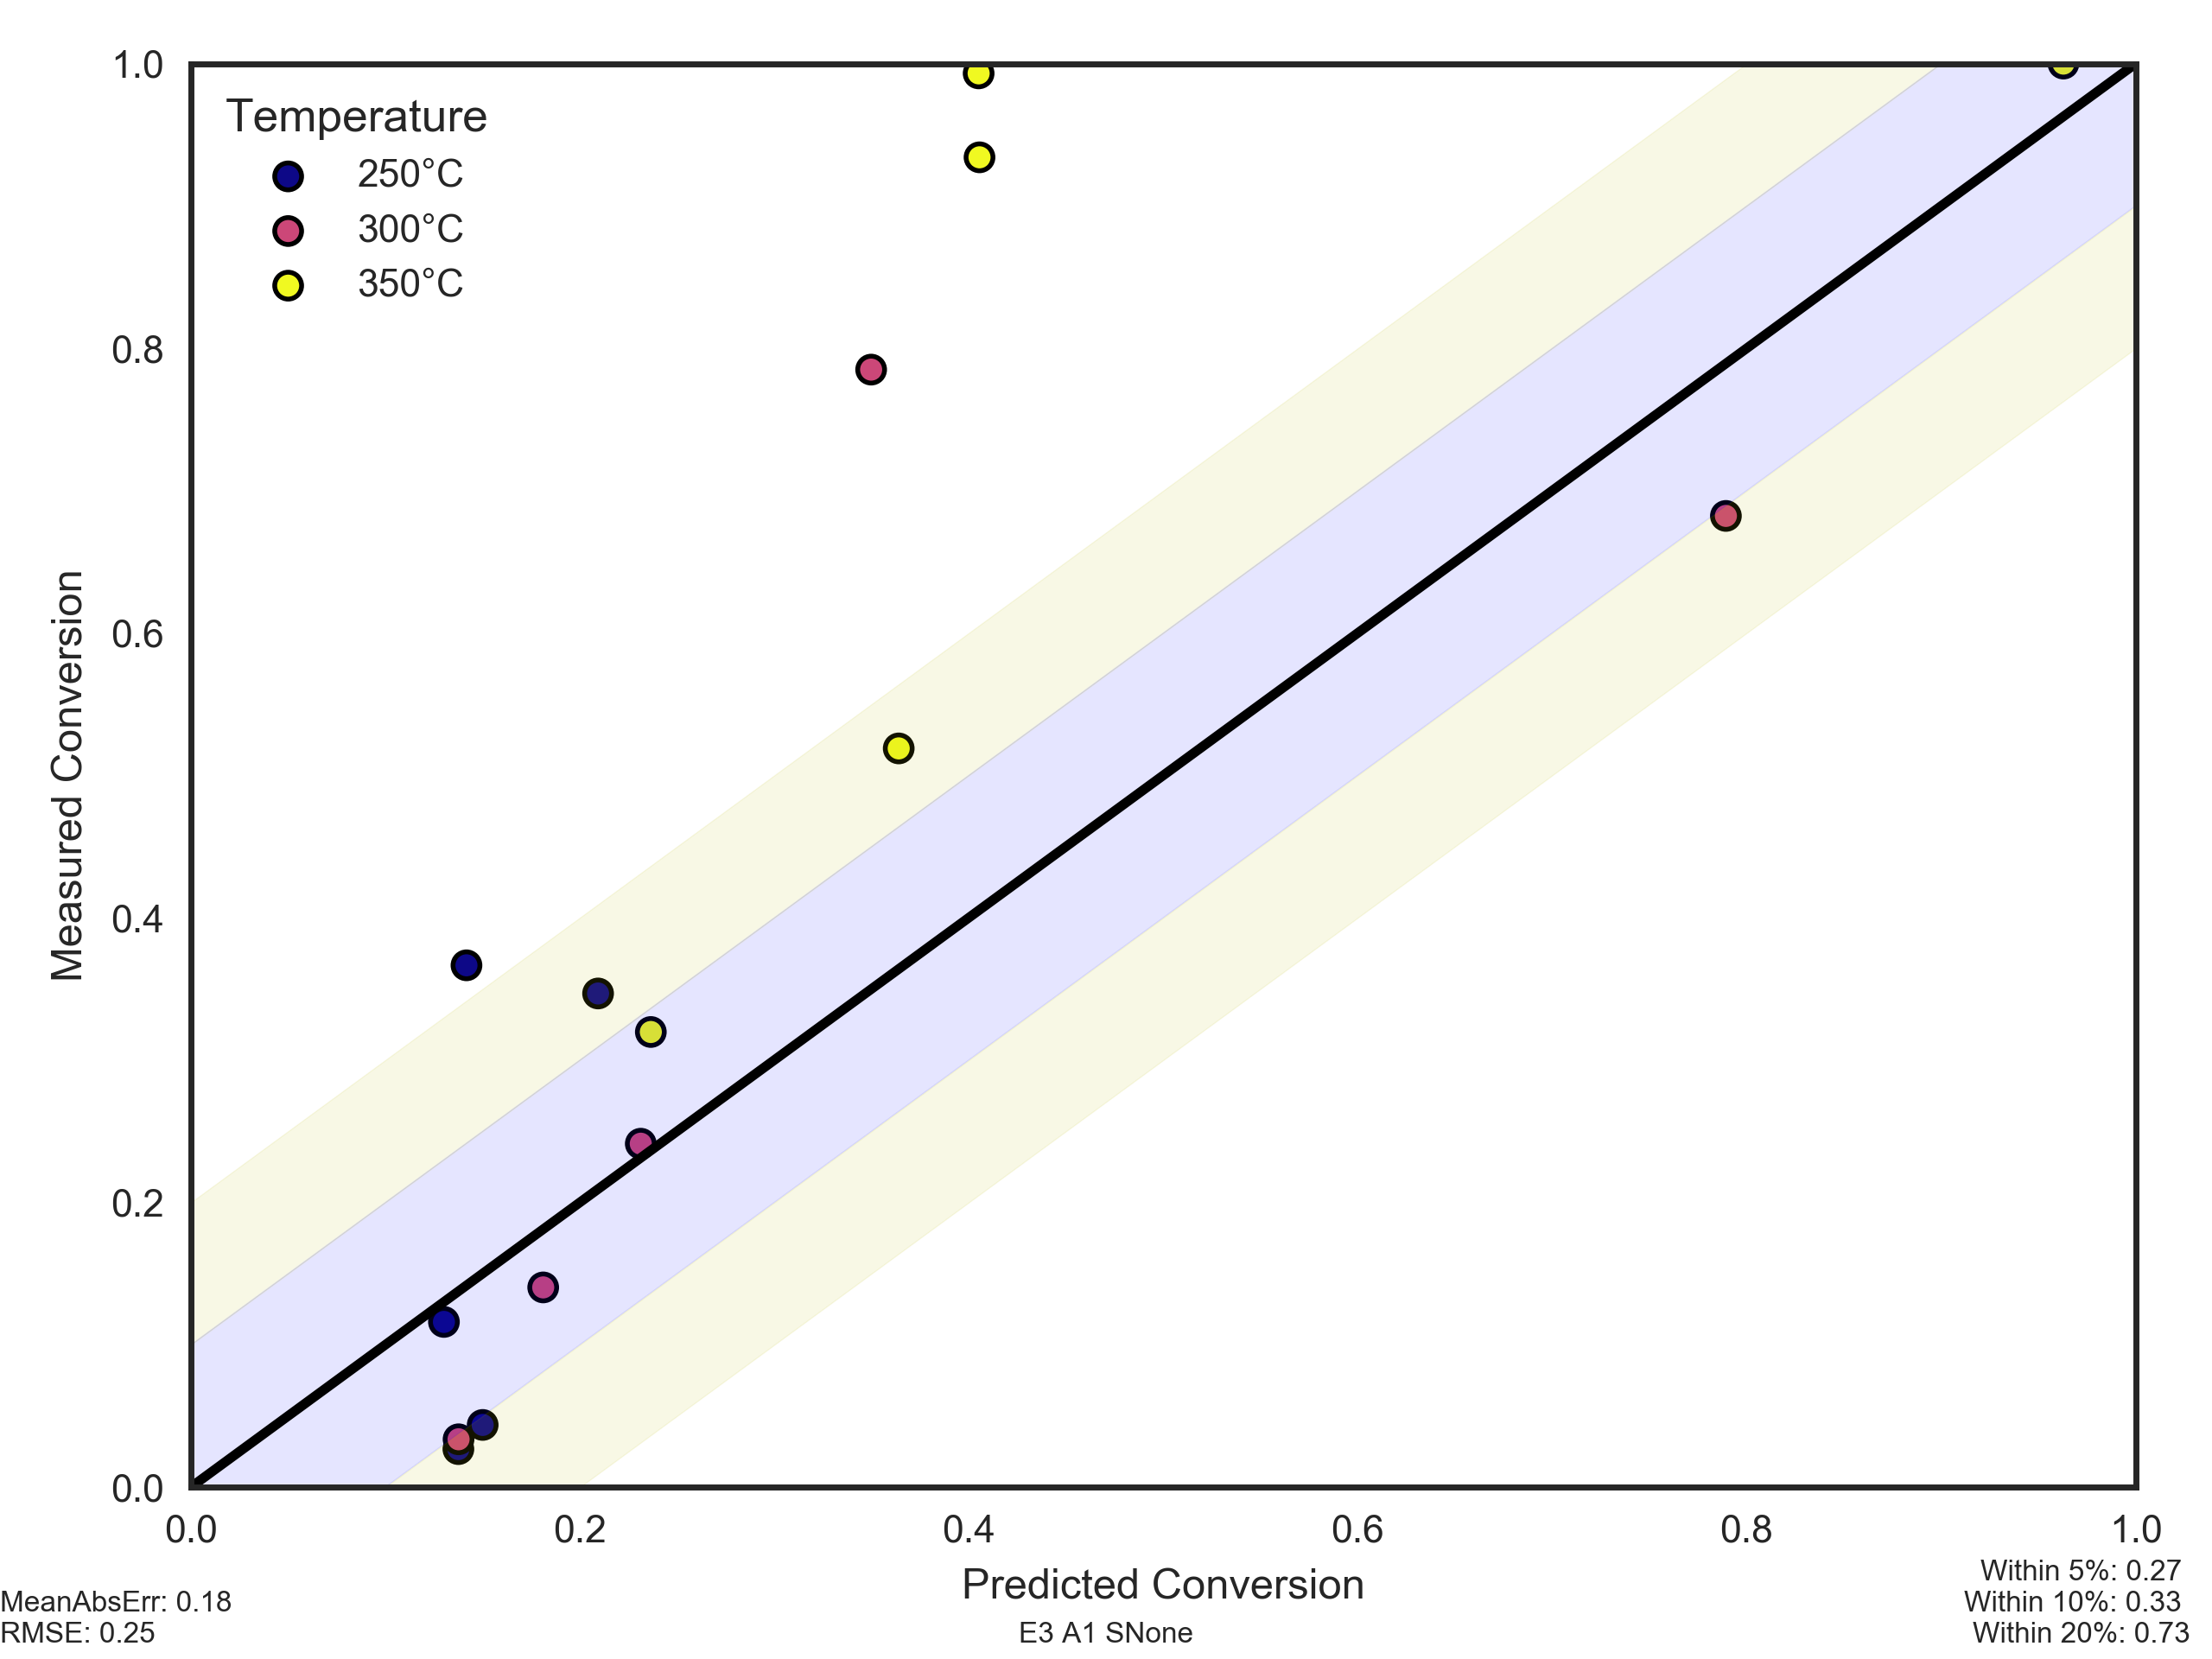 1.0
0.8
0.6
0.4
0.2
0.0
Measured Conversion
Temperature
250°C
300°C
350°C
0.0 0.2 0.4 0.6 0.8 1.0
Predicted Conversion
E3 A1 SNone
MeanAbsErr: 0.18
RMSE: 0.25
Within 5%: 0.27
Within 10%: 0.33
Within 20%: 0.73